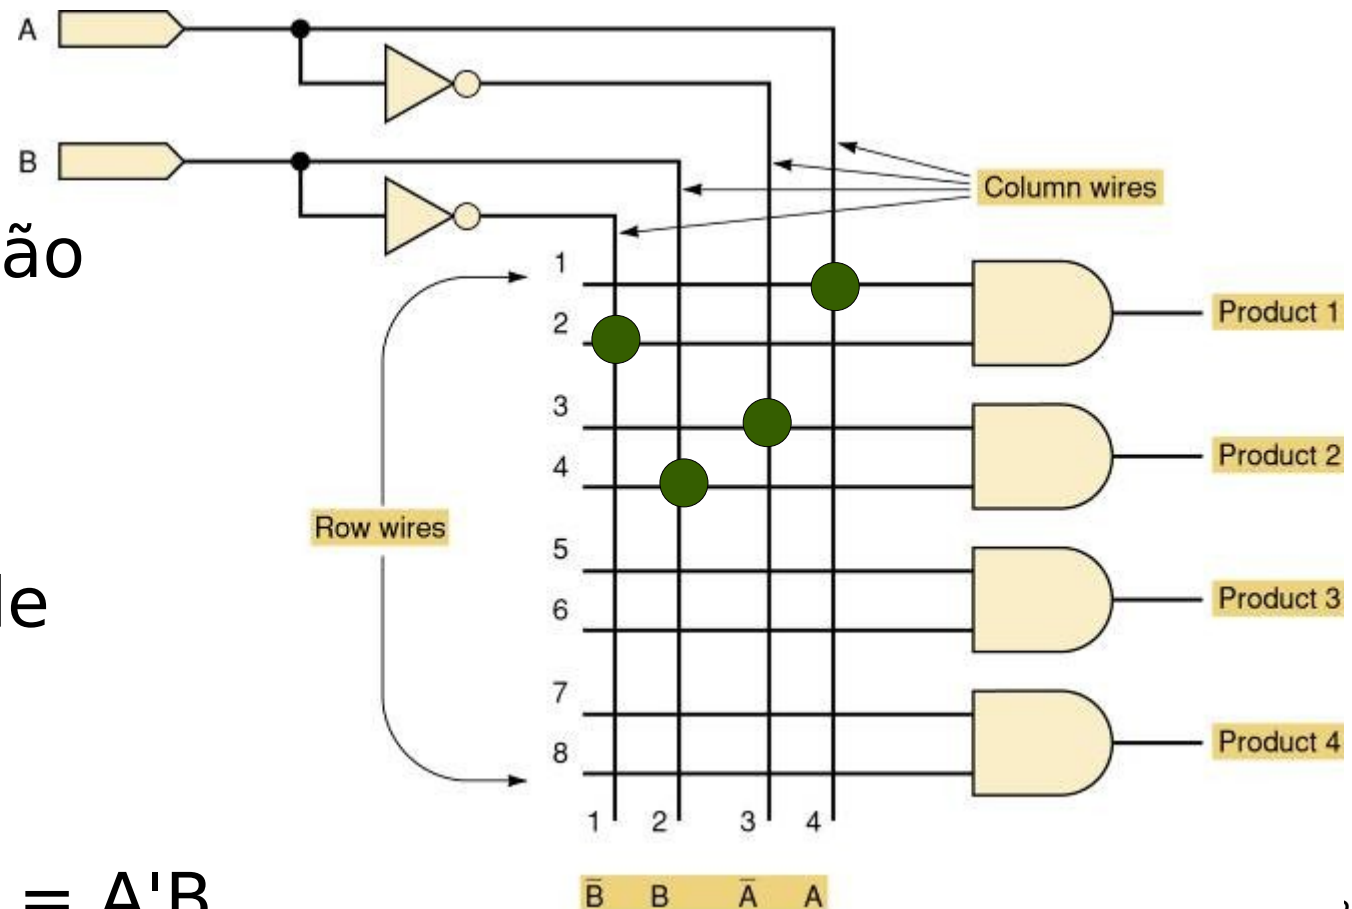 A
B
Column wires
ão
1
2
Product 1
3
4
Product 2
Row wires
5
6
Product 3
le
7
8
Product 4
1 2 3 4
B̅ B A̅ A
= A'B